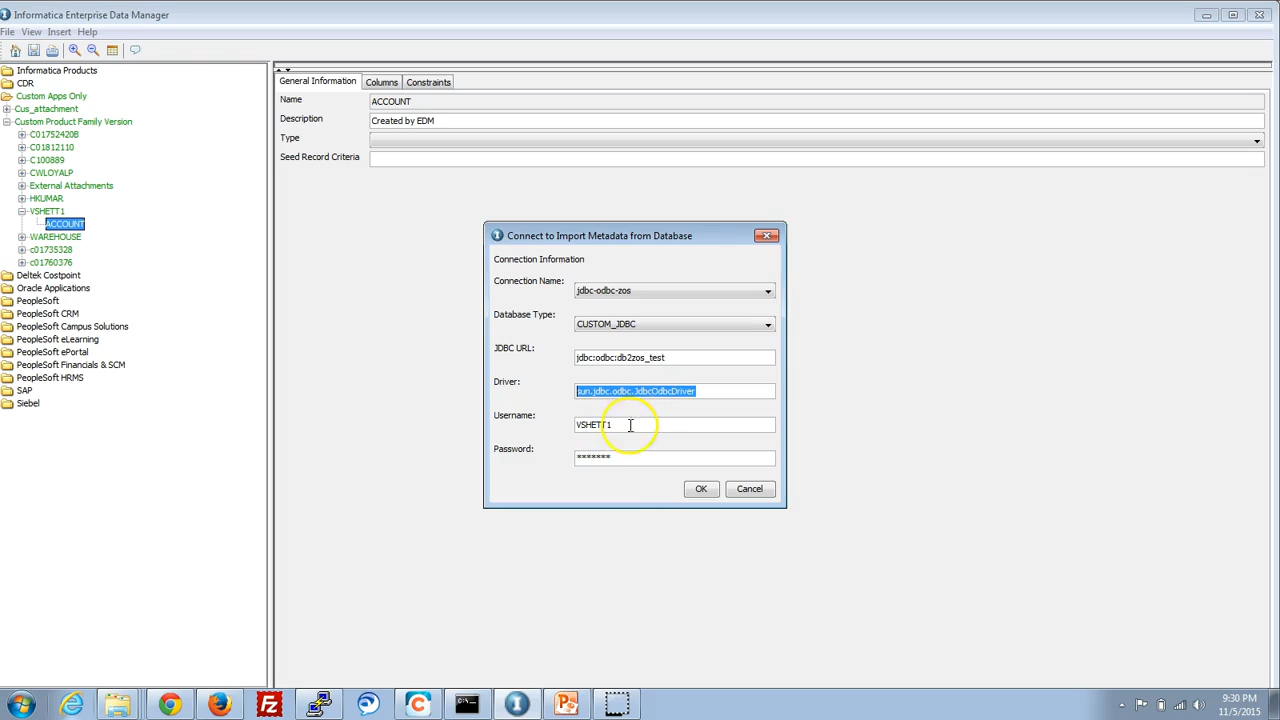 Informatica Enterprise Data Manager
File View Insert Help
Informatica Products
CDR
Custom Apps Only
Cus_attachment
Custom Product Family Version
C01752420B
C01812110
C100889
CWLOYALP
External Attachments
HKUMAR
VSHETT1
ACCOUNT
WAREHOUSE
c01735328
c01760376
Deltek Costpoint
Oracle Applications
PeopleSoft
PeopleSoft CRM
PeopleSoft Campus Solutions
PeopleSoft eLearning
PeopleSoft ePortal
PeopleSoft Financials & SCM
PeopleSoft HRMS
SAP
Siebel
General Information Columns Constraints
Name ACCOUNT
Description Created by EDM
Type
Seed Record Criteria
Connect to Import Metadata from Database
Connection Information
Connection Name: jdbc-odbc-zos
Database Type: CUSTOM_JDBC
JDBC URL: jdbc:odbc:db2zos_test
Driver: sun.jdbc.odbc.JdbcOdbcDriver
Username: VSHETT1
Password: *******
OK Cancel
9:30 PM
11/5/2015